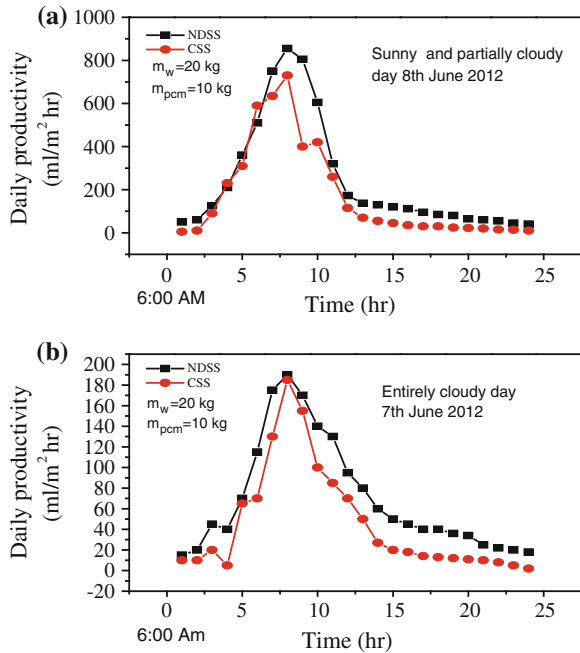 (a)
1000
800
600
400
200
0
Daily productivity
(ml/m² hr)
NDSS
CSS
m_w=20 kg
m_pcm=10 kg
Sunny and partially cloudy
day 8th June 2012
0 5 10 15 20 25
6:00 AM
Time (hr)
(b)
200
180
160
140
120
100
80
60
40
20
0
-20
Daily productivity
(ml/m² hr)
NDSS
CSS
m_w=20 kg
m_pcm=10 kg
Entirely cloudy day
7th June 2012
0 5 10 15 20 25
6:00 Am
Time (hr)